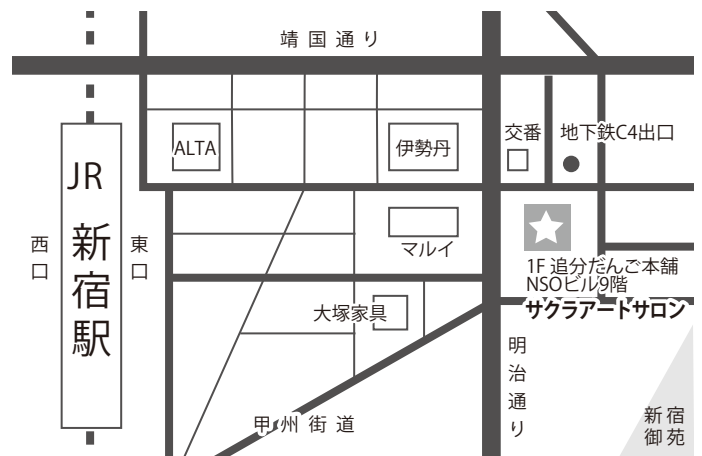 靖国通り
ALTA
伊勢丹
交番
地下鉄C4出口
JR
新宿駅
西口
東口
マルイ
1F 追分だんご本舗
NSOビル9階
サクラアートサロン
大塚家具
明治通り
甲州街道
新宿
御苑